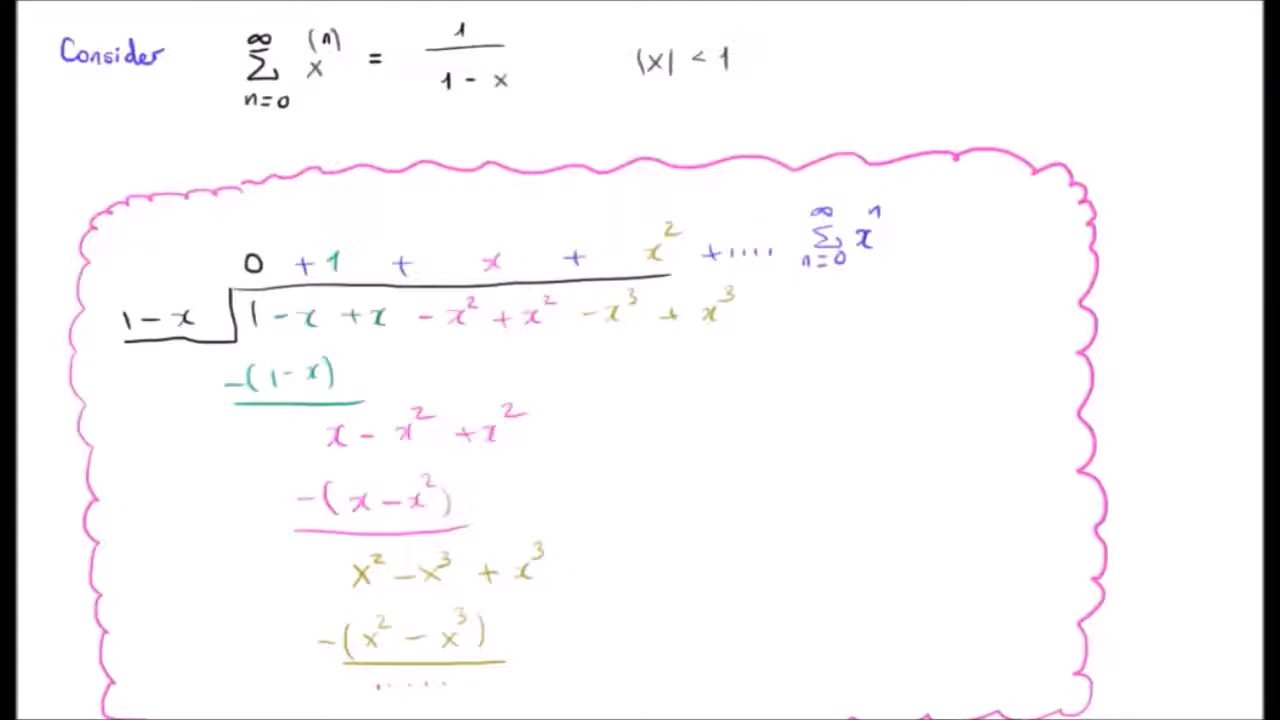 Consider ∞∑n=0 x^(n) = 1/(1 - x) |x| < 1
0 + 1 + x + x² + .... ∞∑n=0 xⁿ
1 - x 1 - x + x - x² + x² - x³ + x³
-(1 - x)
x - x² + x²
-(x - x²)
x² - x³ + x³
-(x² - x³)
.....